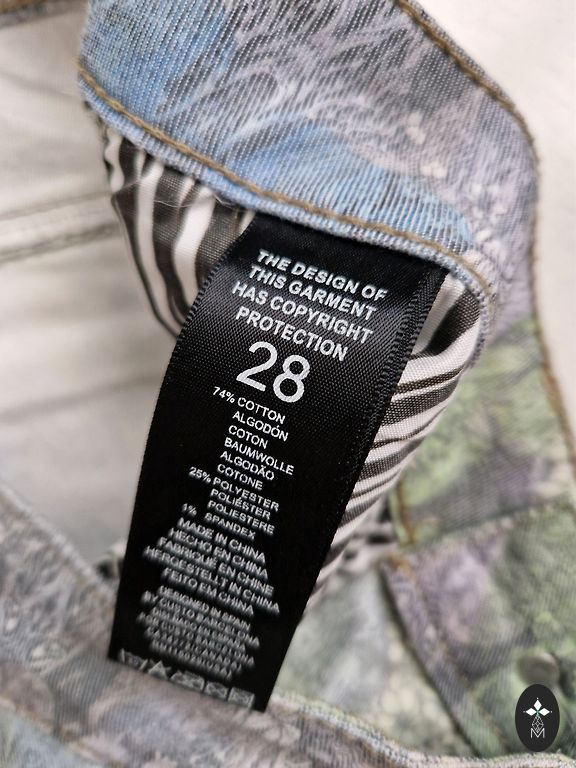 THE DESIGN OF
THIS GARMENT
HAS COPYRIGHT
PROTECTION
28
74% COTTON
ALGODÓN
COTON
BAUMWOLLE
ALGODÃO
COTONE
25% POLYESTER
POLIÉSTER
POLIESTERE
1% SPANDEX
MADE IN CHINA
HECHO EN CHINA
FABRIQUÉ EN CHINE
HERGESTELLT IN CHINA
FEITO EM CHINA
DESIGNED IN SPAIN
BY CUSTO BARCELONA
M